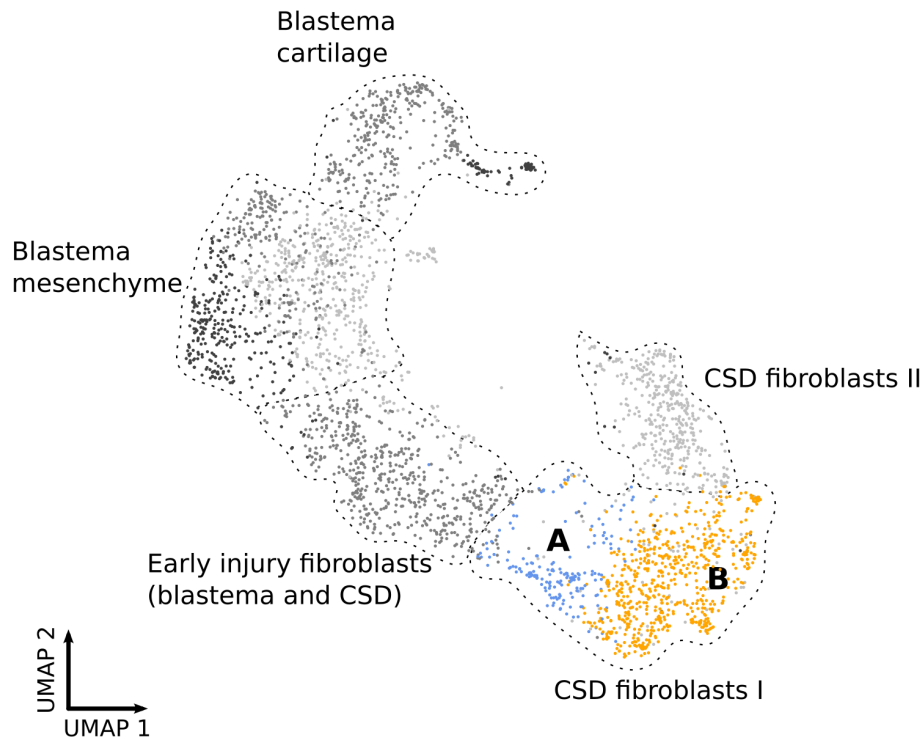 Blastema
cartilage
Blastema
mesenchyme
CSD fibroblasts II
A
B
Early injury fibroblasts
(blastema and CSD)
CSD fibroblasts I
UMAP 2
UMAP 1